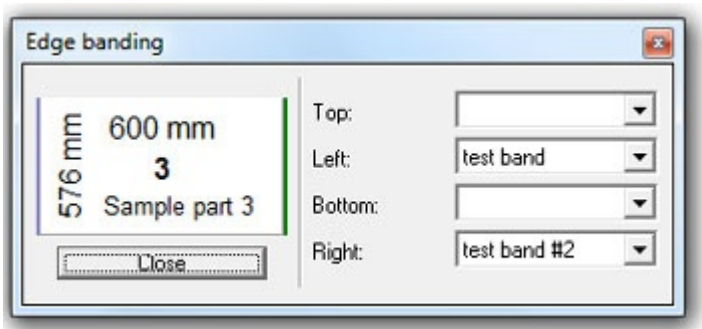 Edge banding
600 mm
576 mm
3
Sample part 3
Close
Top:
Left: test band
Bottom:
Right: test band #2